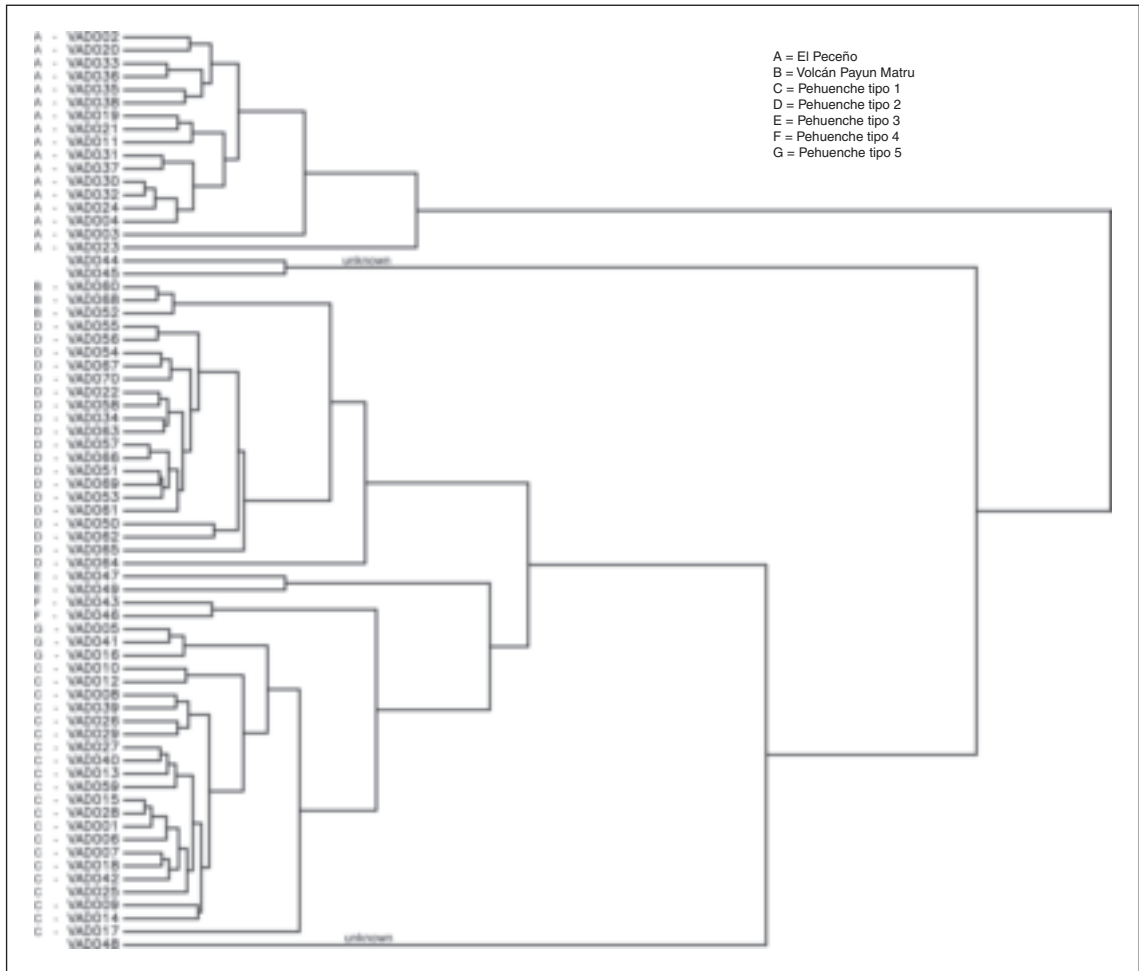 A - VAD002
A - VAD020
A - VAD033
A - VAD036
A - VAD035
A - VAD038
A - VAD019
A - VAD021
A - VAD011
A - VAD031
A - VAD037
A - VAD030
A - VAD032
A - VAD024
A - VAD004
A - VAD003
A - VAD023
VAD044
VAD045
unknown
B - VAD060
B - VAD068
B - VAD052
D - VAD055
D - VAD056
D - VAD054
D - VAD067
D - VAD070
D - VAD022
D - VAD058
D - VAD034
D - VAD063
D - VAD057
D - VAD066
D - VAD051
D - VAD069
D - VAD053
D - VAD061
D - VAD050
D - VAD062
D - VAD065
D - VAD064
E - VAD047
E - VAD049
F - VAD043
F - VAD046
G - VAD005
G - VAD041
G - VAD016
C - VAD010
C - VAD012
C - VAD008
C - VAD039
C - VAD026
C - VAD029
C - VAD027
C - VAD040
C - VAD013
C - VAD059
C - VAD015
C - VAD028
C - VAD001
C - VAD006
C - VAD007
C - VAD018
C - VAD042
C - VAD025
C - VAD009
C - VAD014
C - VAD017
VAD048
unknown
A = El Peceño
B = Volcán Payun Matru
C = Pehuenche tipo 1
D = Pehuenche tipo 2
E = Pehuenche tipo 3
F = Pehuenche tipo 4
G = Pehuenche tipo 5